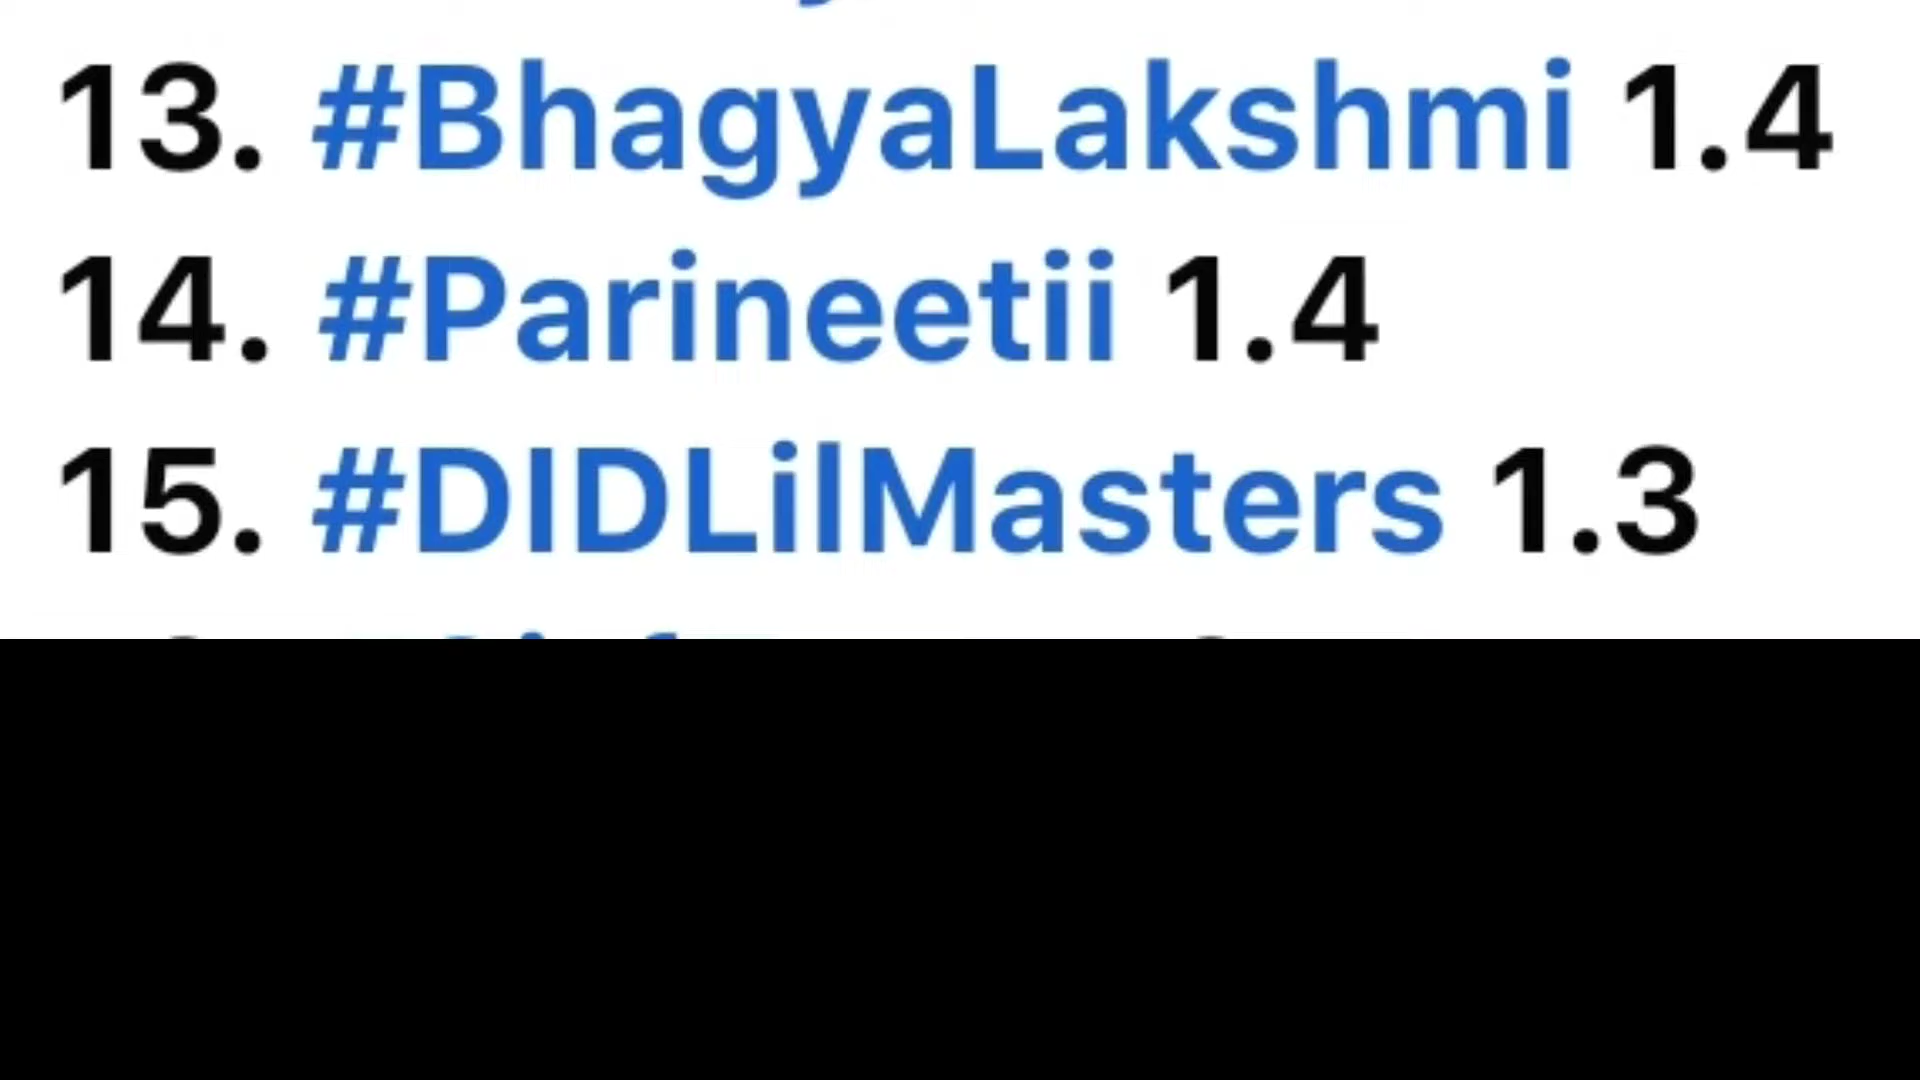 13. #BhagyaLakshmi 1.4
14. #Parineetii 1.4
15. #DIDLilMasters 1.3